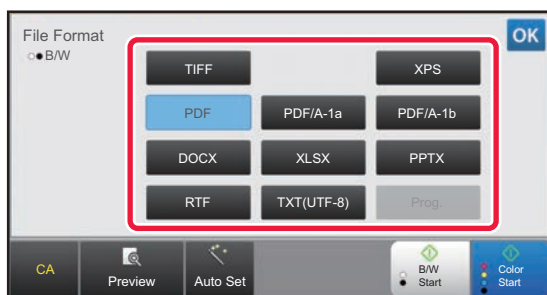 File Format
OK
B/W
TIFF XPS
PDF PDF/A-1a PDF/A-1b
DOCX XLSX PPTX
RTF TXT(UTF-8) Prog.
CA Preview Auto Set B/W Start Color Start